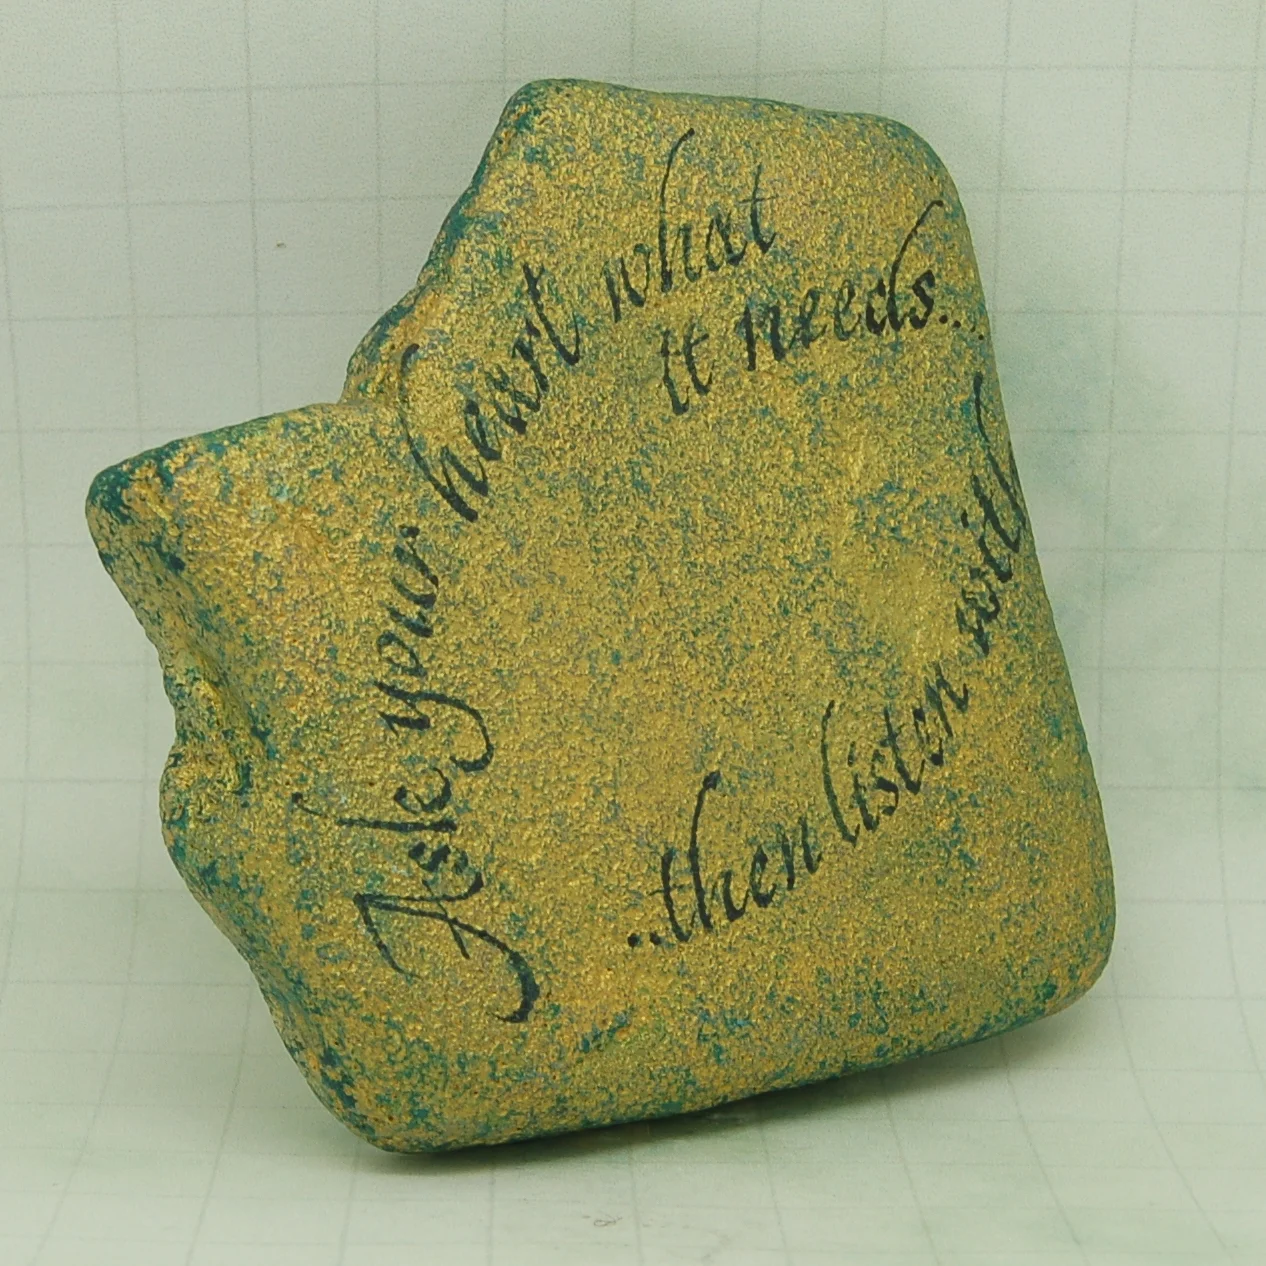 Ask your heart what
it needs...
...then listen with